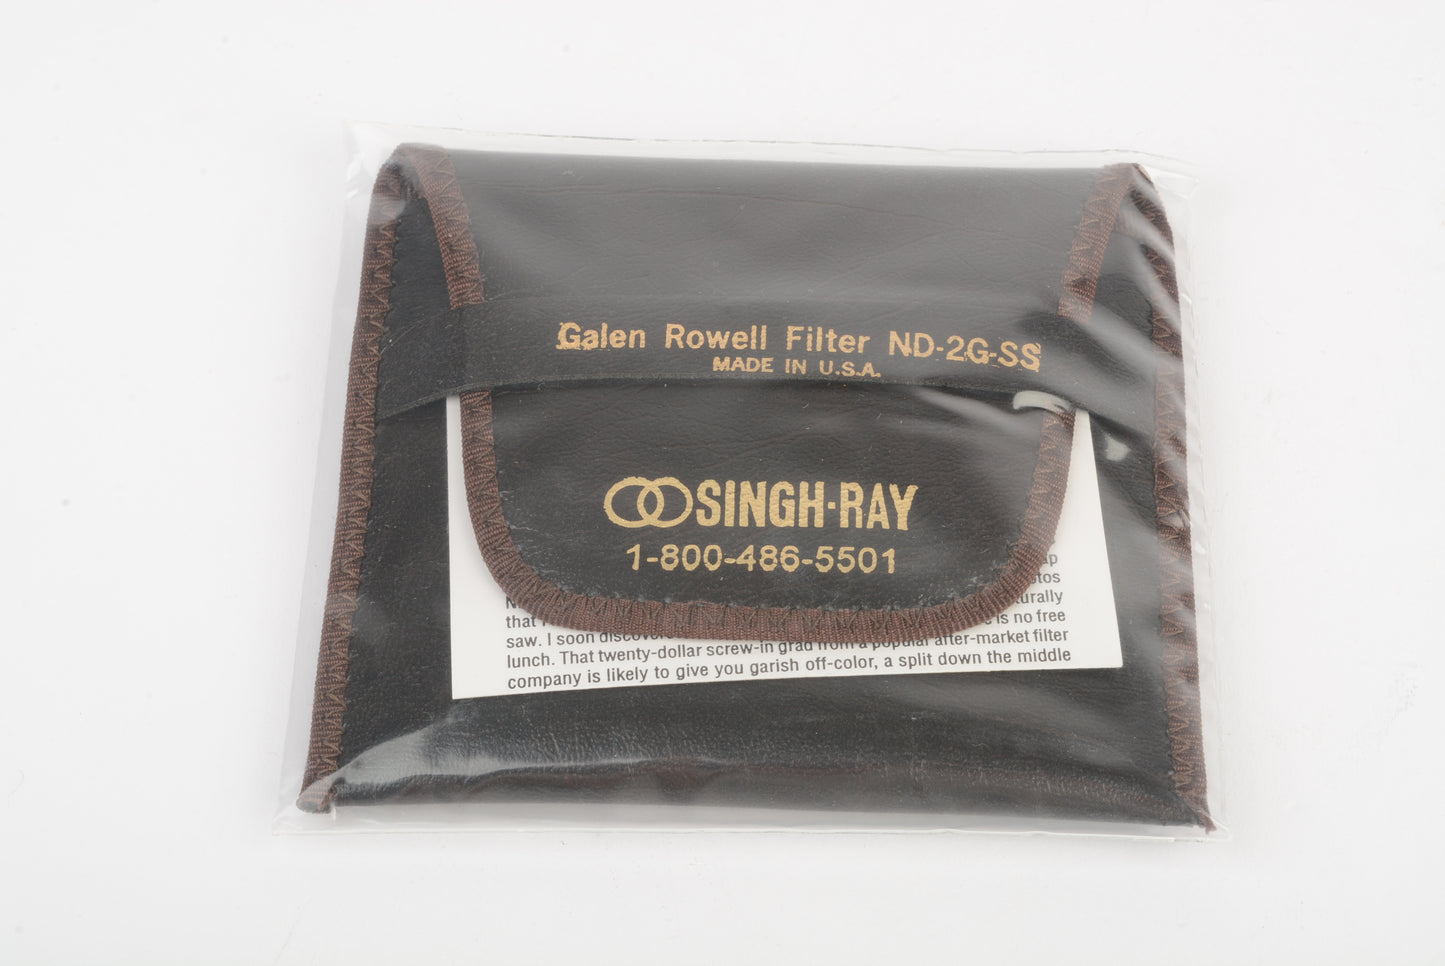 Galen Rowell Filter ND-2G-SS
MADE IN U.S.A.
SINGH-RAY
1-800-486-5501
urally
that is no free
saw. I soon discovere
lunch. That twenty-dollar screw-in grad from a popular after-market filter
company is likely to give you garish off-color, a split down the middle